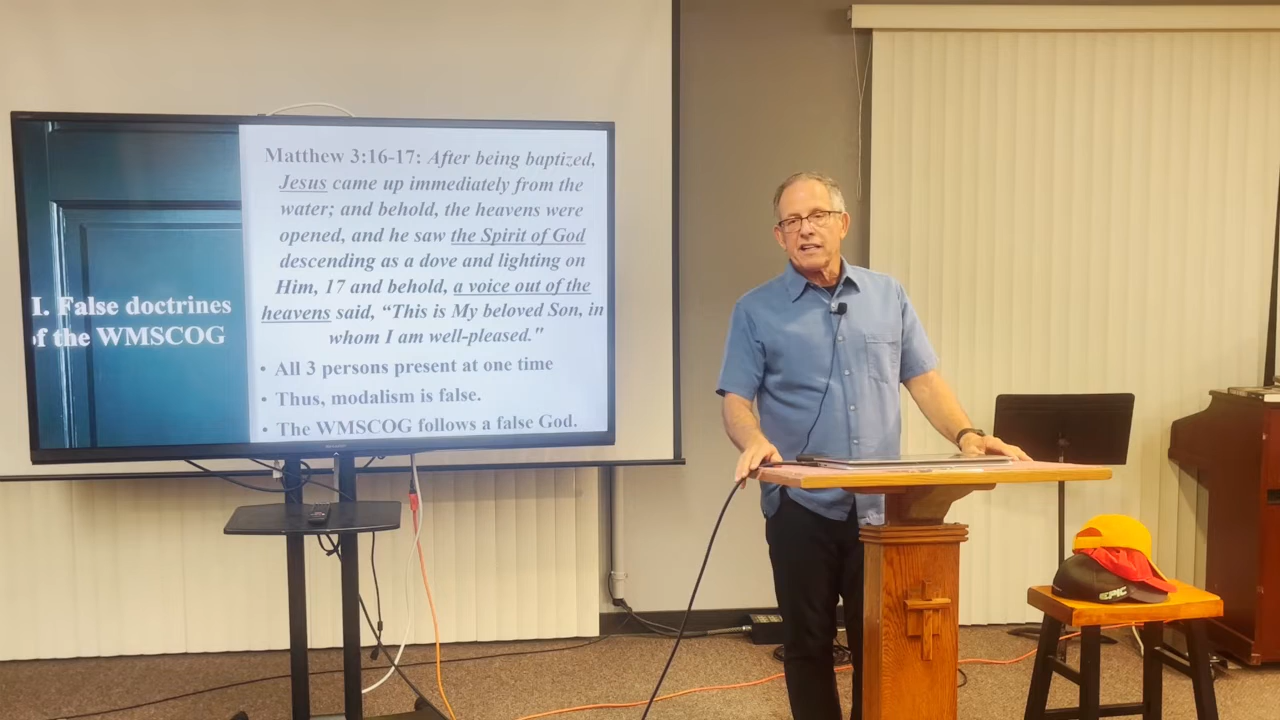 I. False doctrines
of the WMSCOG
Matthew 3:16-17: After being baptized,
Jesus came up immediately from the
water; and behold, the heavens were
opened, and he saw the Spirit of God
descending as a dove and lighting on
Him, 17 and behold, a voice out of the
heavens said, “This is My beloved Son, in
whom I am well-pleased."
• All 3 persons present at one time
• Thus, modalism is false.
• The WMSCOG follows a false God.
EPIC